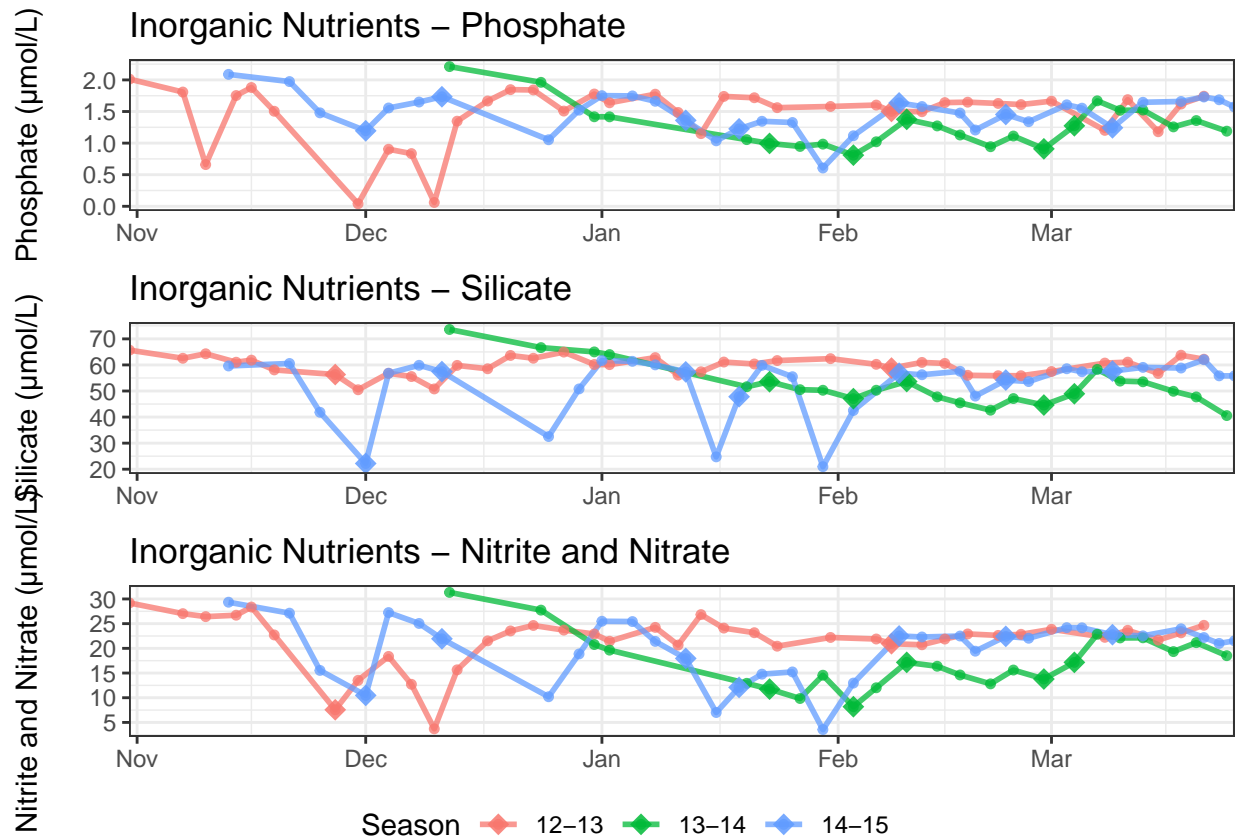 Inorganic Nutrients – Phosphate
Phosphate (μmol/L)
2.0
1.5
1.0
0.5
0.0
Nov Dec Jan Feb Mar
Inorganic Nutrients – Silicate
Silicate (μmol/L)
70
60
50
40
30
20
Nov Dec Jan Feb Mar
Inorganic Nutrients – Nitrite and Nitrate
Nitrite and Nitrate (μmol/L)
30
25
20
15
10
5
Nov Dec Jan Feb Mar
Season 12–13 13–14 14–15